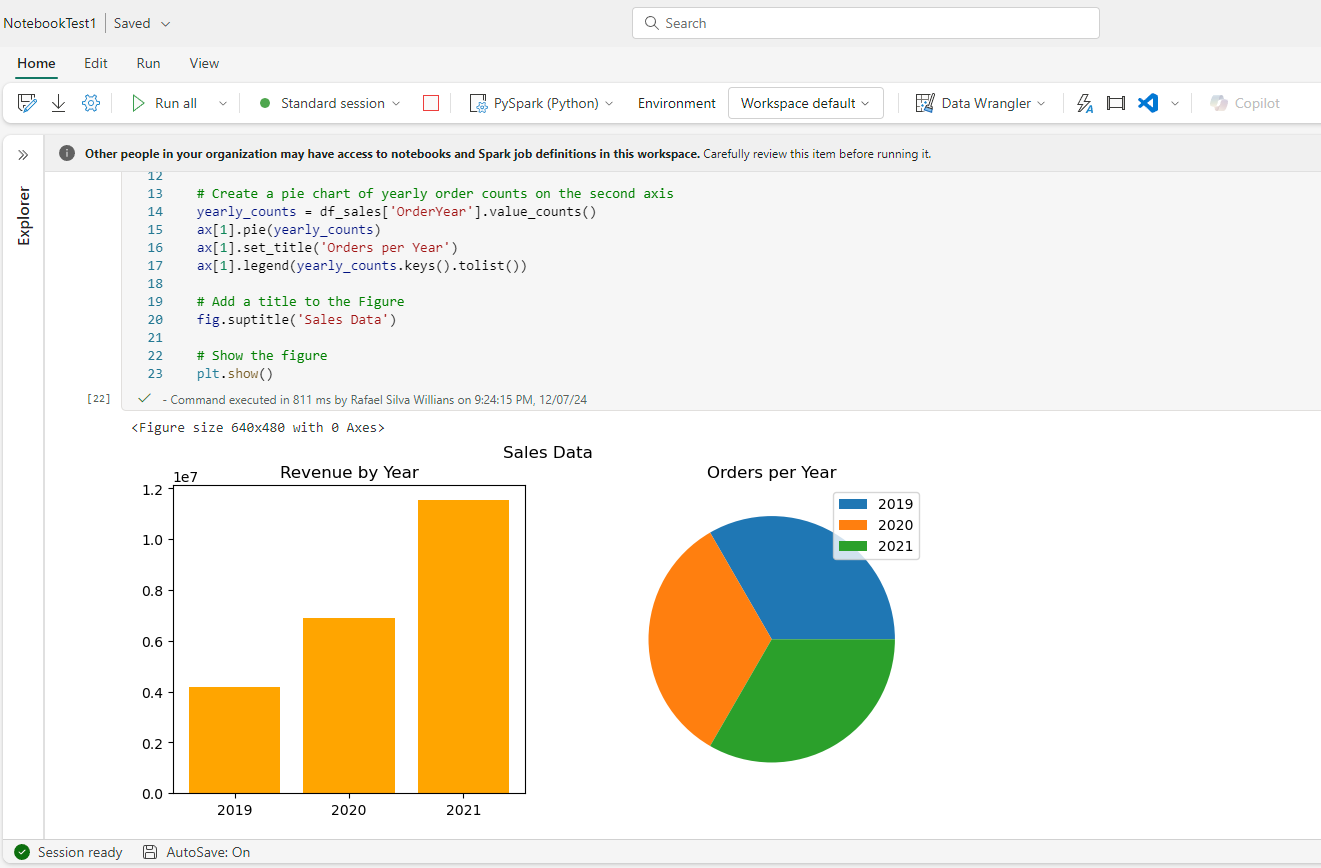 NotebookTest1 Saved
Search
Home Edit Run View
Run all Standard session PySpark (Python) Environment Workspace default Data Wrangler Copilot
Explorer
Other people in your organization may have access to notebooks and Spark job definitions in this workspace. Carefully review this item before running it.
12
13 # Create a pie chart of yearly order counts on the second axis
14 yearly_counts = df_sales['OrderYear'].value_counts()
15 ax[1].pie(yearly_counts)
16 ax[1].set_title('Orders per Year')
17 ax[1].legend(yearly_counts.keys().tolist())
18
19 # Add a title to the Figure
20 fig.suptitle('Sales Data')
21
22 # Show the figure
23 plt.show()
[22] - Command executed in 811 ms by Rafael Silva Willians on 9:24:15 PM, 12/07/24
<Figure size 640x480 with 0 Axes>
Sales Data
Revenue by Year
1e7
1.2
1.0
0.8
0.6
0.4
0.2
0.0
2019 2020 2021
Orders per Year
2019
2020
2021
Session ready AutoSave: On